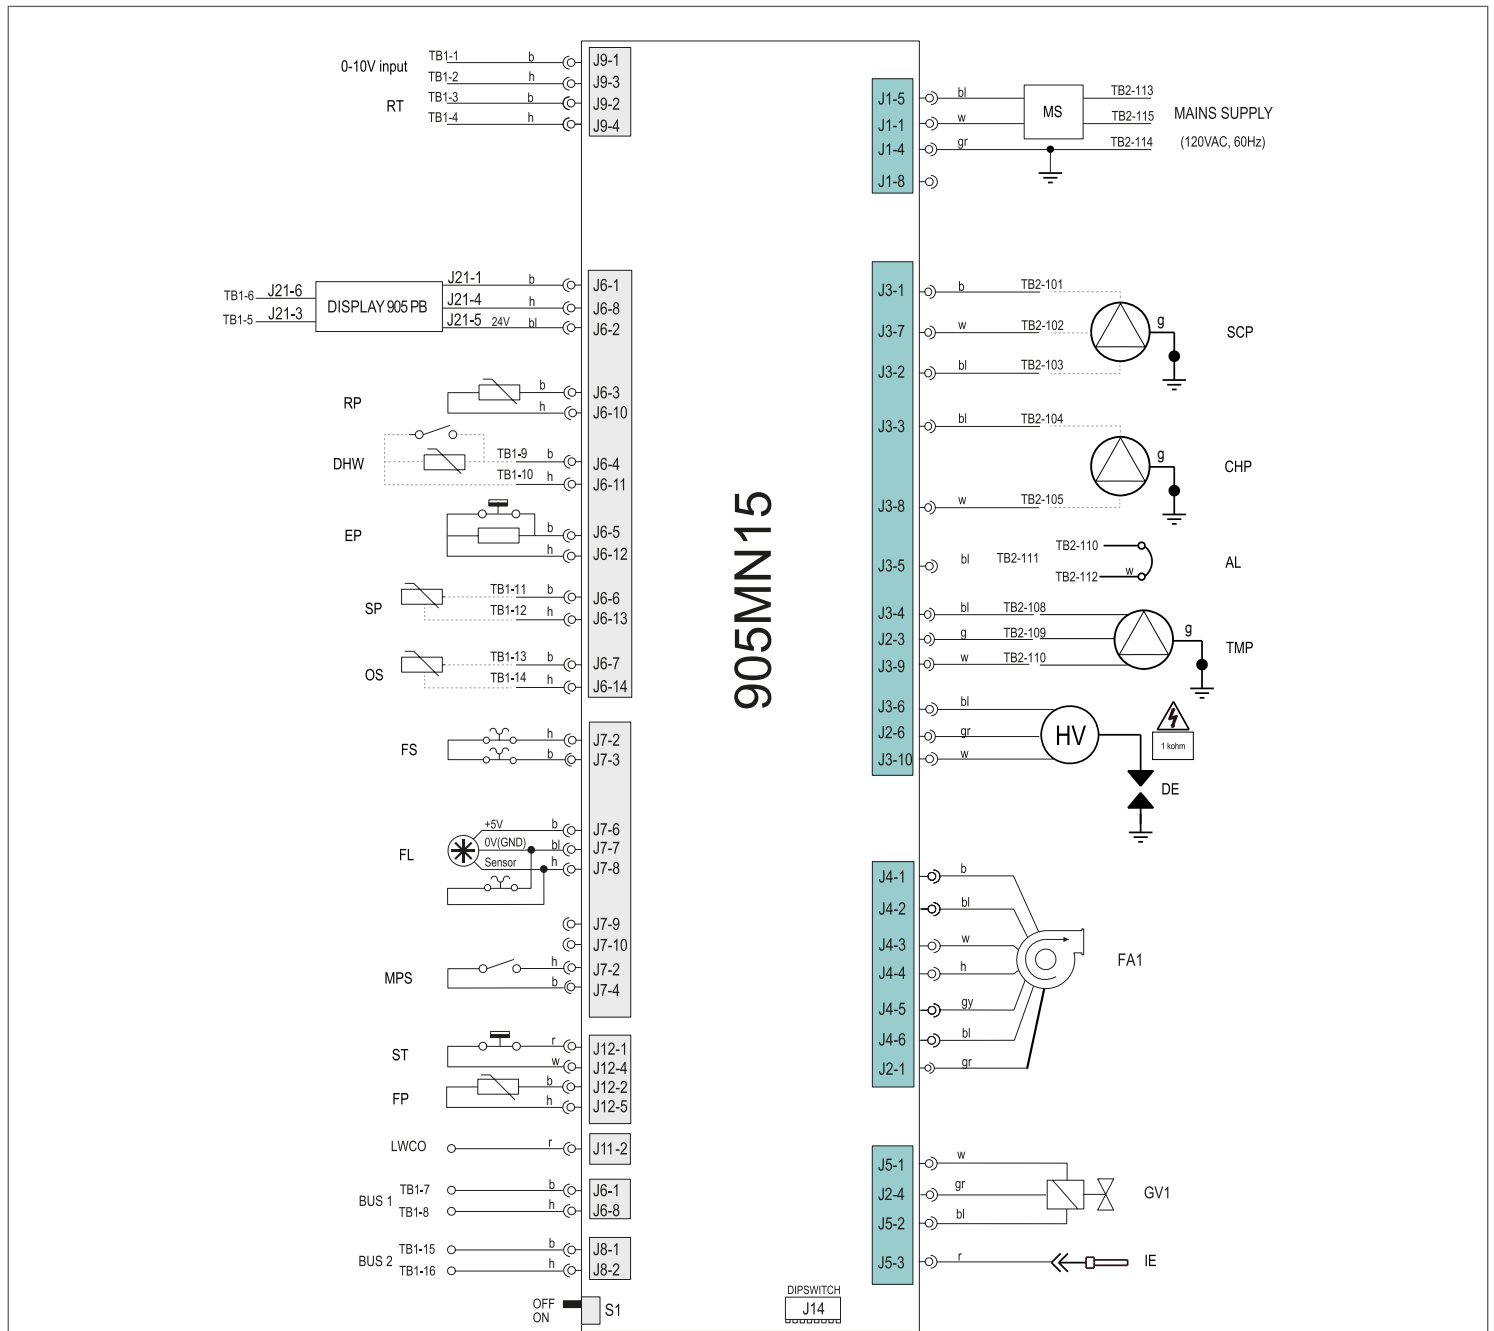 0-10V input
TB1-1 b J9-1
TB1-2 h J9-3
RT
TB1-3 b J9-2
TB1-4 h J9-4
TB1-6 J21-6
TB1-5 J21-3
DISPLAY 905 PB
J21-1 b J6-1
J21-4 h J6-8
J21-5 24V bl J6-2
RP
b J6-3
h J6-10
DHW
TB1-9 b J6-4
TB1-10 h J6-11
EP
b J6-5
h J6-12
SP
TB1-11 b J6-6
TB1-12 h J6-13
OS
TB1-13 b J6-7
TB1-14 h J6-14
FS
h J7-2
b J7-3
FL
+5V b J7-6
0V(GND) bl J7-7
Sensor h J7-8
J7-9
J7-10
MPS
h J7-2
b J7-4
ST
r J12-1
w J12-4
FP
b J12-2
h J12-5
LWCO r J11-2
BUS 1
TB1-7 b J6-1
TB1-8 h J6-8
BUS 2
TB1-15 b J8-1
TB1-16 h J8-2
OFF
ON
S1
905MN15
DIPSWITCH
J14
J1-5 bl TB2-113
J1-1 w TB2-115
J1-4 gr TB2-114
J1-8
MS
MAINS SUPPLY
(120VAC, 60Hz)
J3-1 b TB2-101
J3-7 w TB2-102
J3-2 bl TB2-103
g
SCP
J3-3 bl TB2-104
J3-8 w TB2-105
g
CHP
J3-5 bl TB2-111
TB2-110
TB2-112 w
AL
J3-4 bl TB2-108
J2-3 g TB2-109
J3-9 w TB2-110
g
TMP
J3-6 bl
J2-6 gr
J3-10 w
HV
1 kohm
DE
J4-1 b
J4-2 bl
J4-3 w
J4-4 h
J4-5 gy
J4-6 bl
J2-1 gr
FA1
J5-1 w
J2-4 gr
J5-2 bl
GV1
J5-3 r
IE